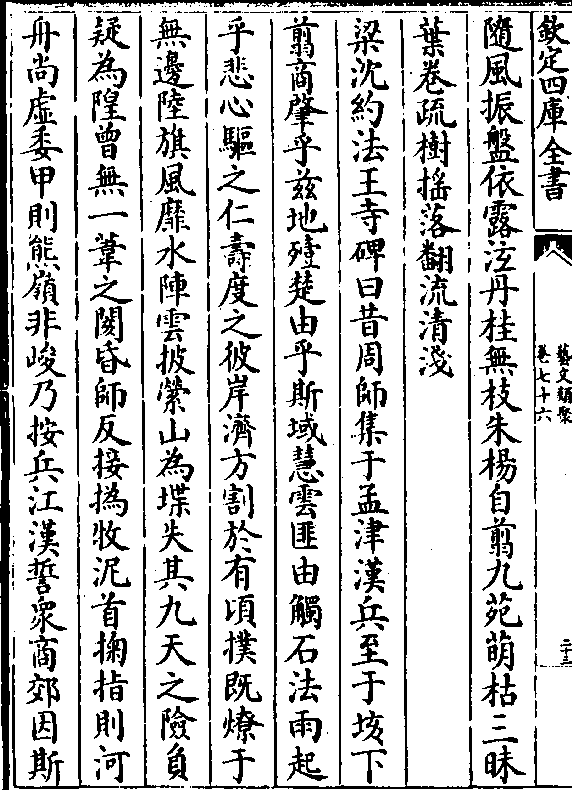 欽定四庫全書
藝文類聚
卷七十六
二十三
隨風振盤依露泫丹桂無枝朱楊自翦九苑萌枯三昧
葉卷疏樹揺落翻流清淺
梁沈約法王寺碑曰昔周師集于孟津漢兵至于垓下
翦商肇乎兹地殪楚由乎斯域慧雲匪由觸石法雨起
乎悲心驅之仁壽度之彼岸濟方割於有頃撲既燎于
無邊陸旗風靡水陣雲披縈山為堞失其九天之險負
疑為隍曾無一葦之闕昏師反接撝牧泥首掬指則河
舟尚虛委甲則熊嶺非峻乃按兵江漢誓衆商郊因斯